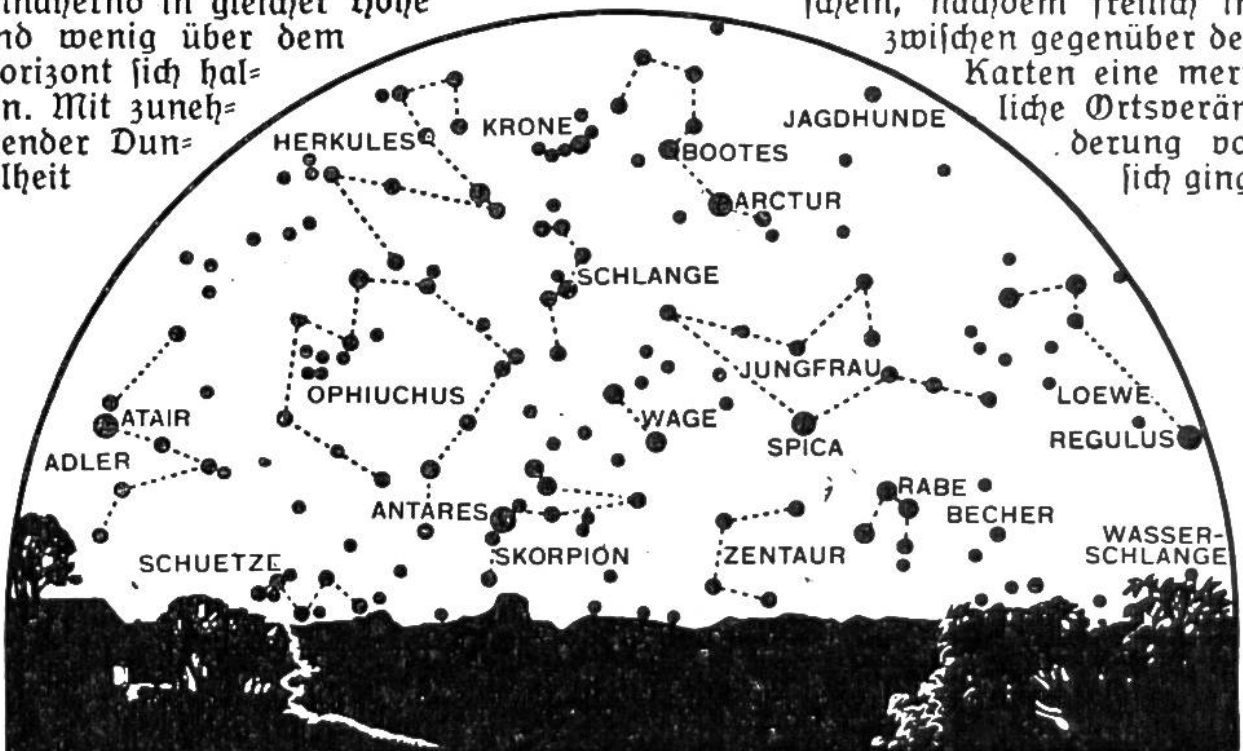 nnähernd in gleicher Höhe
nd wenig über dem
orizont ſich hal=
n. Mit zuneh=
ender Dun=
lheit
ſchein, nachdem freilich in
zwiſchen gegenüber de
Karten eine mer
liche Ortsverän
derung vo
ſich ging
HERKULES
KRONE
BOOTES
JAGDHUNDE
ARCTUR
SCHLANGE
OPHIUCHUS
JUNGFRAU
LOEWE
REGULUS
ATAIR
ADLER
WAGE
SPICA
ANTARES
SKORPION
RABE
BECHER
ZENTAUR
WASSER-
SCHLANGE
SCHUETZE